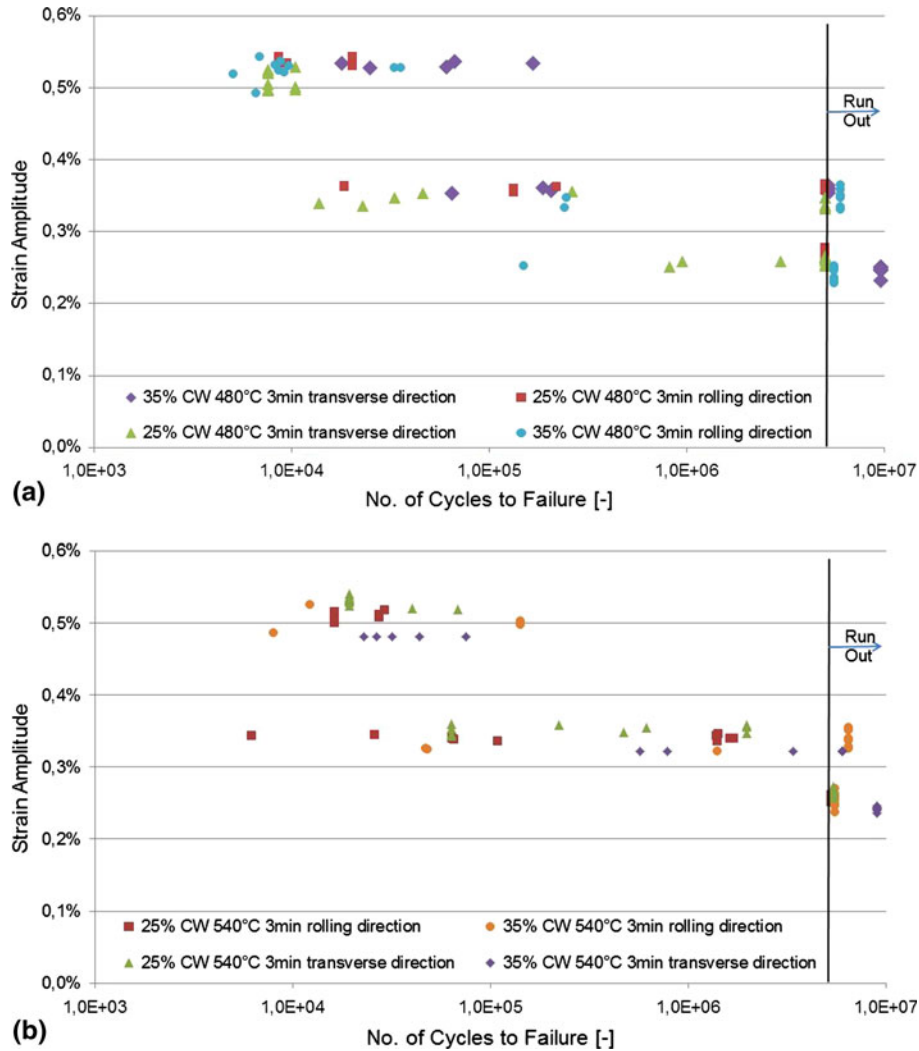 0,6%
0,5%
0,4%
0,3%
0,2%
0,1%
0,0%
Strain Amplitude
Run
Out
35% CW 480°C 3min transverse direction
25% CW 480°C 3min rolling direction
25% CW 480°C 3min transverse direction
35% CW 480°C 3min rolling direction
1,0E+03
1,0E+04
1,0E+05
1,0E+06
1,0E+07
(a)
No. of Cycles to Failure [-]
0,6%
0,5%
0,4%
0,3%
0,2%
0,1%
0,0%
Strain Amplitude
Run
Out
25% CW 540°C 3min rolling direction
35% CW 540°C 3min rolling direction
25% CW 540°C 3min transverse direction
35% CW 540°C 3min transverse direction
1,0E+03
1,0E+04
1,0E+05
1,0E+06
1,0E+07
(b)
No. of Cycles to Failure [-]